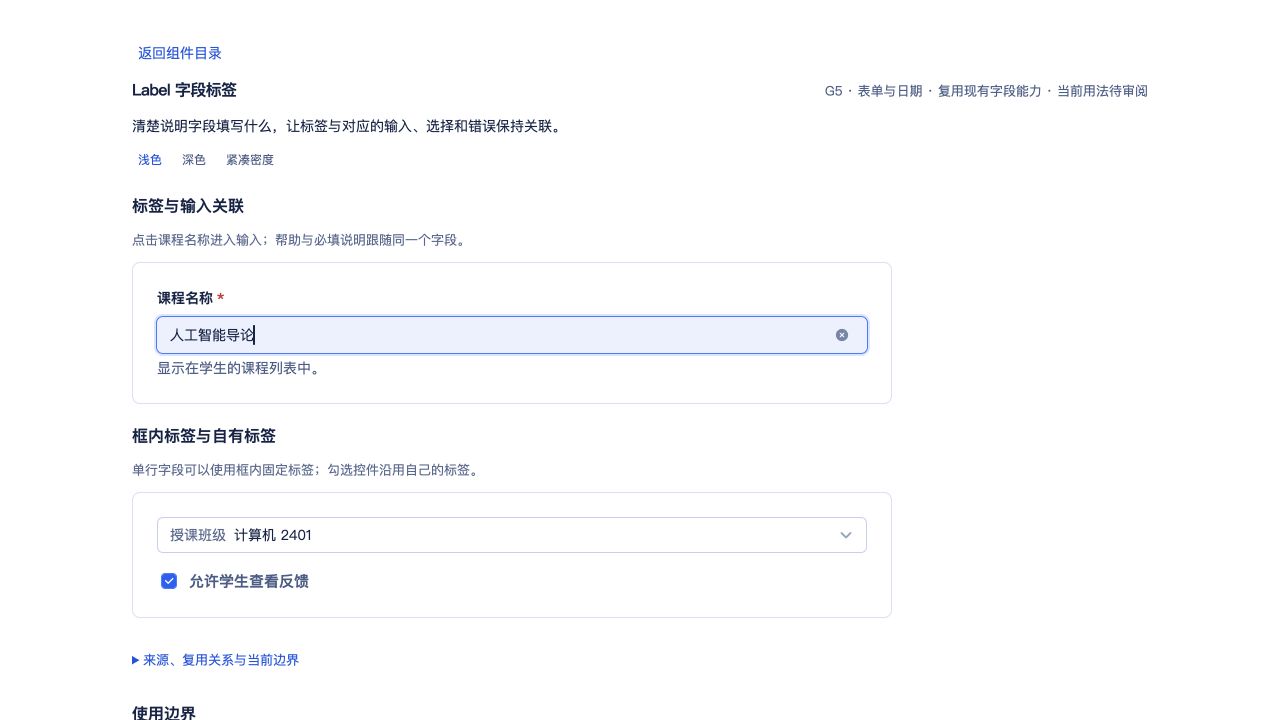 返回组件目录
Label 字段标签
G5 · 表单与日期 · 复用现有字段能力 · 当前用法待审阅
清楚说明字段填写什么，让标签与对应的输入、选择和错误保持关联。
浅色 深色 紧凑密度
标签与输入关联
点击课程名称进入输入；帮助与必填说明跟随同一个字段。
课程名称 *
人工智能导论
显示在学生的课程列表中。
框内标签与自有标签
单行字段可以使用框内固定标签；勾选控件沿用自己的标签。
授课班级 计算机 2401
允许学生查看反馈
来源、复用关系与当前边界
使用边界